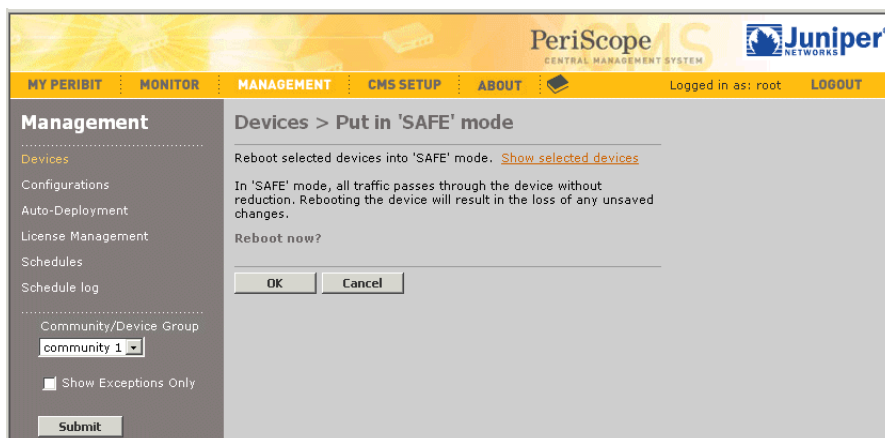 PeriScope CMS
CENTRAL MANAGEMENT SYSTEM
Juniper
NETWORKS
MY PERIBIT
MONITOR
MANAGEMENT
CMS SETUP
ABOUT
Logged in as: root
LOGOUT
Management
Devices
Configurations
Auto-Deployment
License Management
Schedules
Schedule log
Community/Device Group
community 1
Show Exceptions Only
Submit
Devices > Put in 'SAFE' mode
Reboot selected devices into 'SAFE' mode. Show selected devices
In 'SAFE' mode, all traffic passes through the device without
reduction. Rebooting the device will result in the loss of any unsaved
changes.
Reboot now?
OK
Cancel